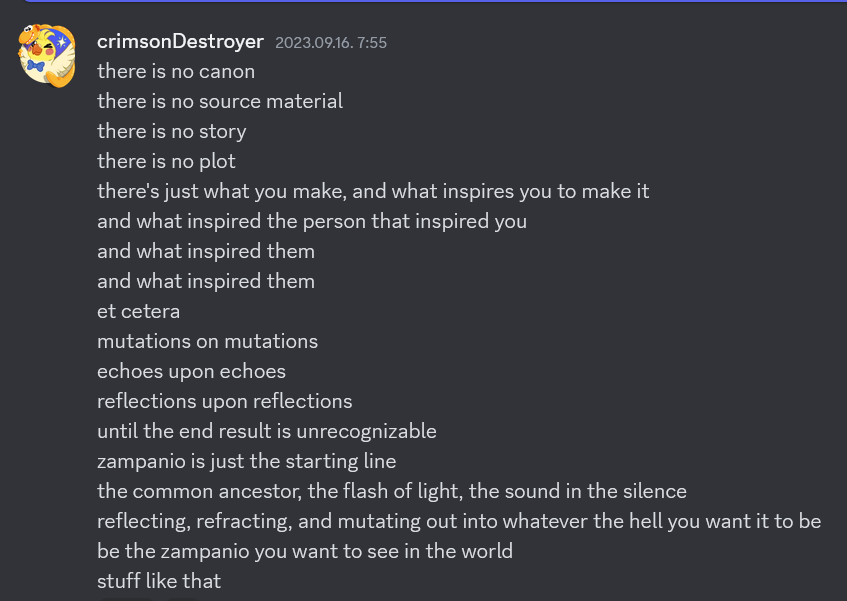 crimsonDestroyer 2023.09.16. 7:55
there is no canon
there is no source material
there is no story
there is no plot
there's just what you make, and what inspires you to make it
and what inspired the person that inspired you
and what inspired them
and what inspired them
et cetera
mutations on mutations
echoes upon echoes
reflections upon reflections
until the end result is unrecognizable
zampanio is just the starting line
the common ancestor, the flash of light, the sound in the silence
reflecting, refracting, and mutating out into whatever the hell you want it to be
be the zampanio you want to see in the world
stuff like that